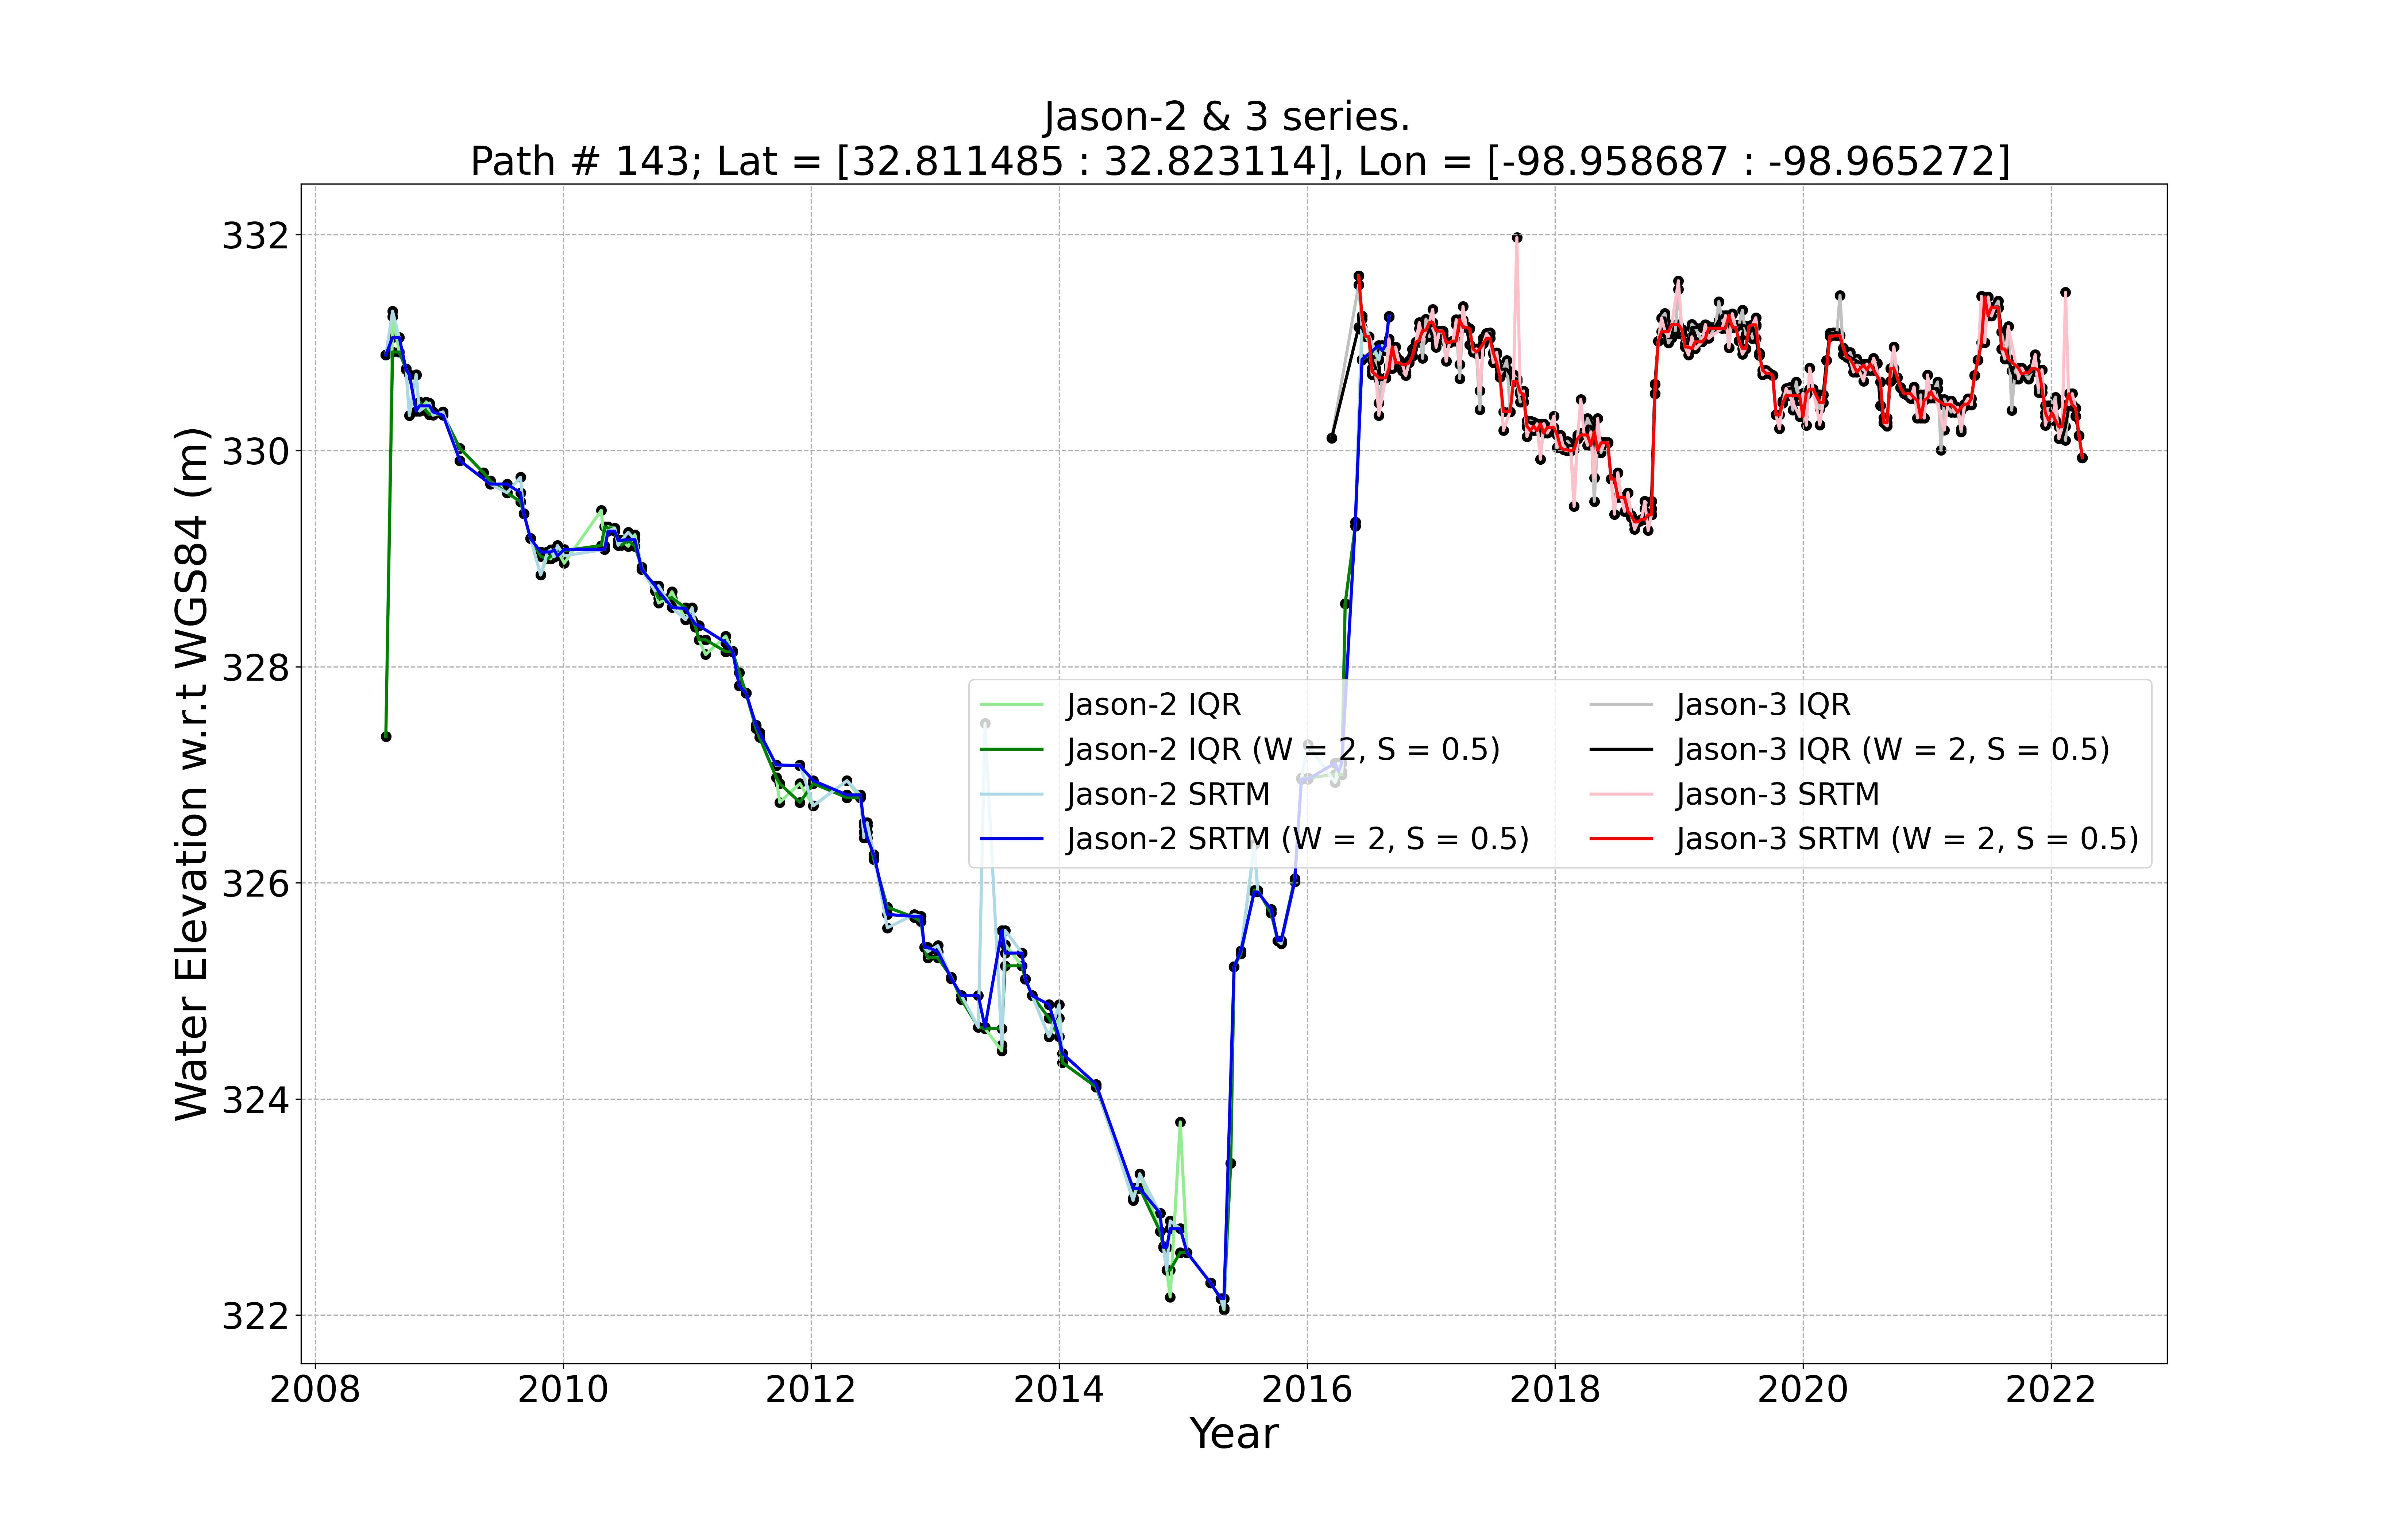 Jason-2 & 3 series.
Path # 143; Lat = [32.811485 : 32.823114], Lon = [-98.958687 : -98.965272]
Water Elevation w.r.t WGS84 (m)
332
330
328
326
324
322
Jason-2 IQR
Jason-2 IQR (W = 2, S = 0.5)
Jason-2 SRTM
Jason-2 SRTM (W = 2, S = 0.5)
Jason-3 IQR
Jason-3 IQR (W = 2, S = 0.5)
Jason-3 SRTM
Jason-3 SRTM (W = 2, S = 0.5)
2008 2010 2012 2014 2016 2018 2020 2022
Year